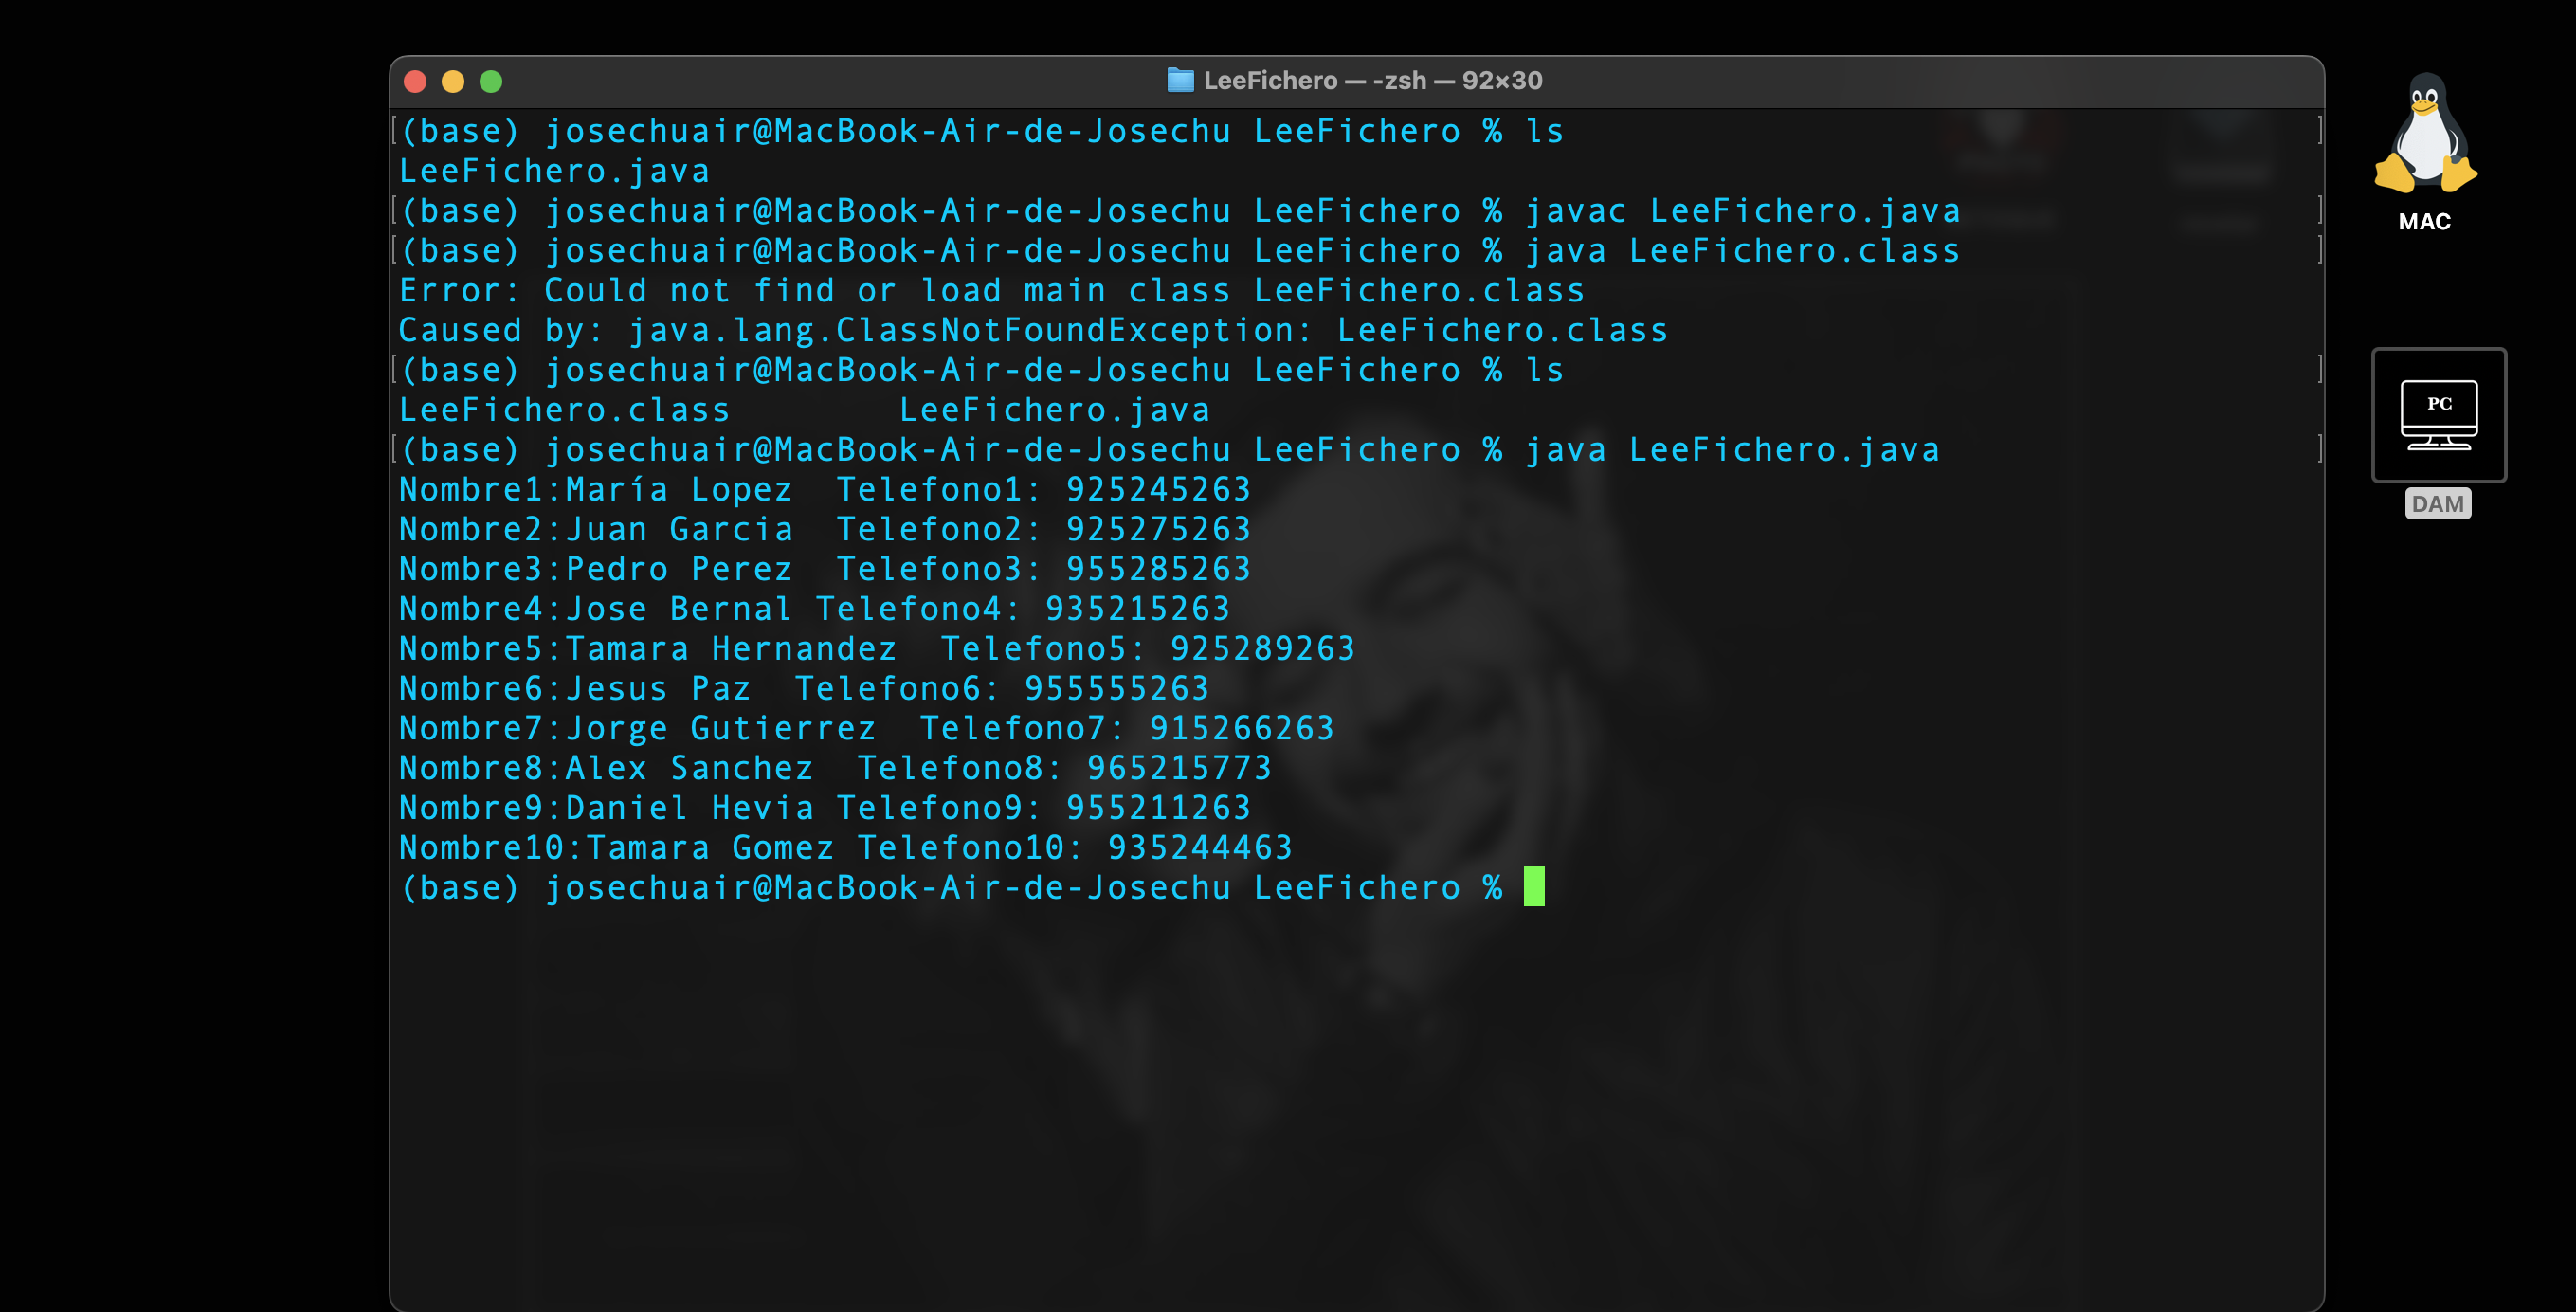 LeeFichero — -zsh — 92×30
[(base) josechuair@MacBook-Air-de-Josechu LeeFichero % ls ]
LeeFichero.java
[(base) josechuair@MacBook-Air-de-Josechu LeeFichero % javac LeeFichero.java ]
[(base) josechuair@MacBook-Air-de-Josechu LeeFichero % java LeeFichero.class ]
Error: Could not find or load main class LeeFichero.class
Caused by: java.lang.ClassNotFoundException: LeeFichero.class
[(base) josechuair@MacBook-Air-de-Josechu LeeFichero % ls ]
LeeFichero.class        LeeFichero.java
[(base) josechuair@MacBook-Air-de-Josechu LeeFichero % java LeeFichero.java ]
Nombre1:María Lopez  Telefono1: 925245263
Nombre2:Juan Garcia  Telefono2: 925275263
Nombre3:Pedro Perez  Telefono3: 955285263
Nombre4:Jose Bernal Telefono4: 935215263
Nombre5:Tamara Hernandez  Telefono5: 925289263
Nombre6:Jesus Paz  Telefono6: 955555263
Nombre7:Jorge Gutierrez  Telefono7: 915266263
Nombre8:Alex Sanchez  Telefono8: 965215773
Nombre9:Daniel Hevia Telefono9: 955211263
Nombre10:Tamara Gomez Telefono10: 935244463
(base) josechuair@MacBook-Air-de-Josechu LeeFichero %
MAC
PC
DAM